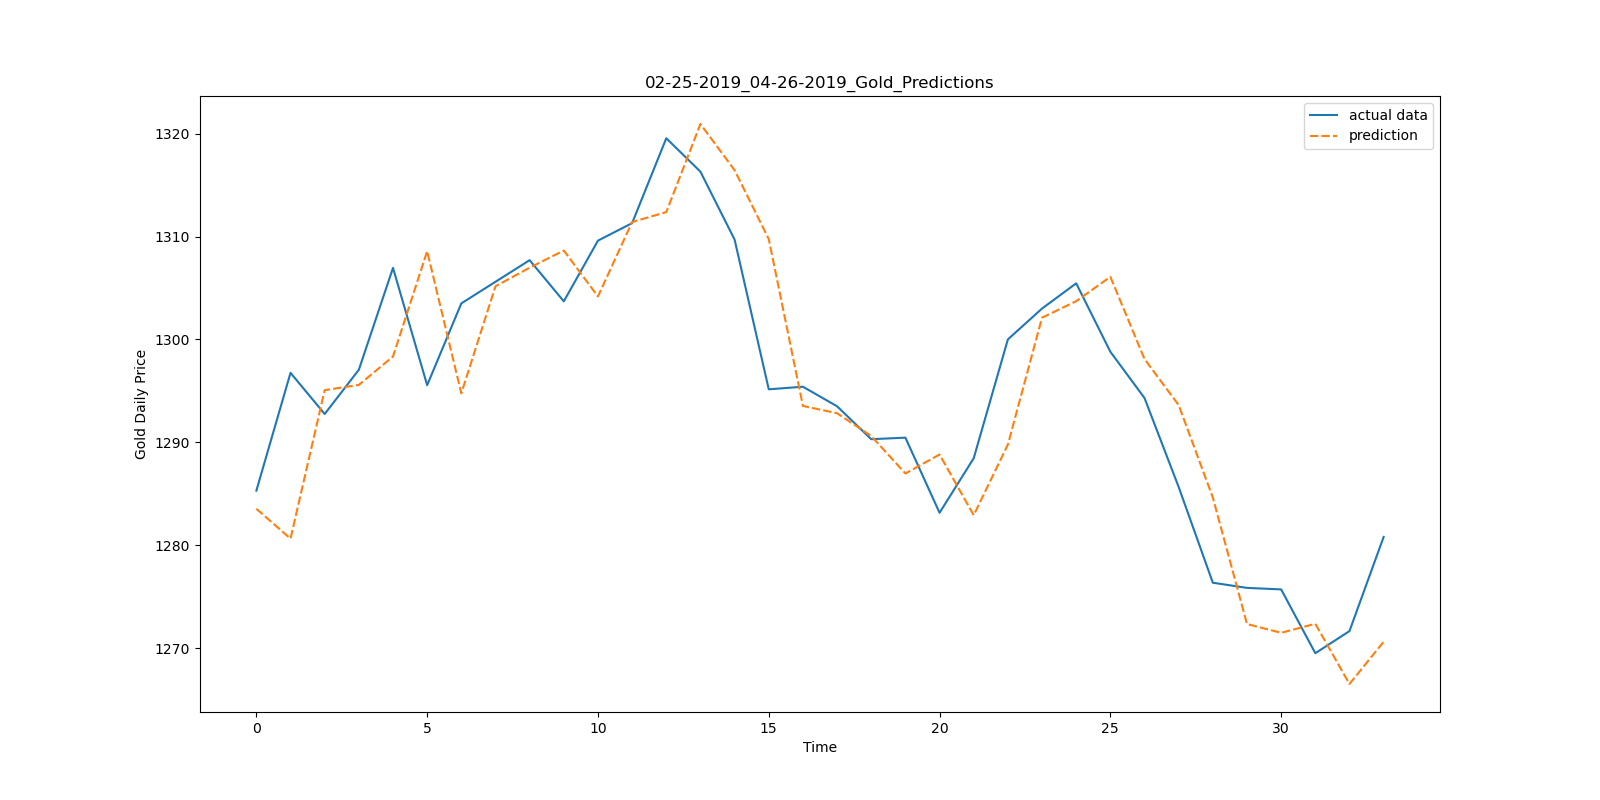 02-25-2019_04-26-2019_Gold_Predictions
actual data
prediction
Gold Daily Price
1320
1310
1300
1290
1280
1270
0 5 10 15 20 25 30
Time